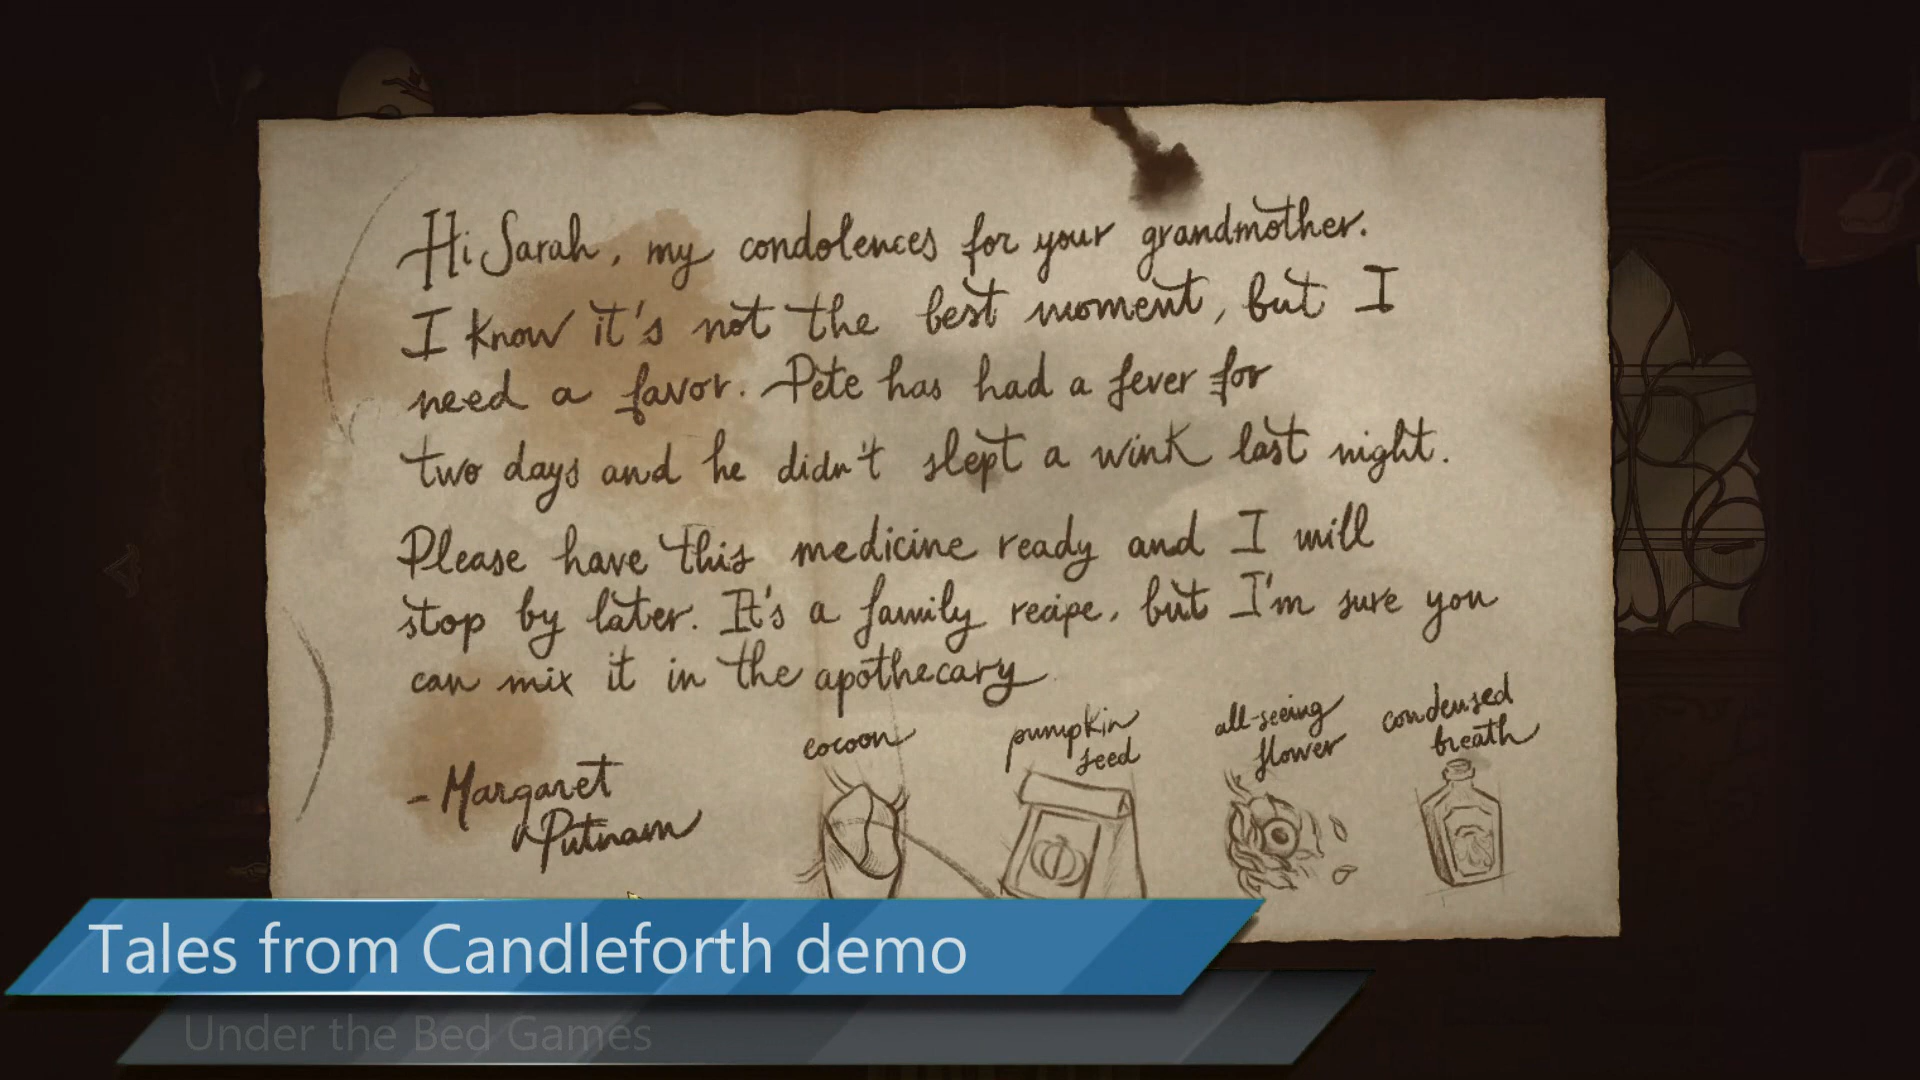 Hi Sarah, my condolences for your grandmother.
I know it's not the best moment, but I
need a favor. Pete has had a fever for
two days and he didn't slept a wink last night.
Please have this medicine ready and I will
stop by later. It's a family recipe, but I'm sure you
can mix it in the apothecary
cocoon
pumpkin
seed
all-seeing
flower
condensed
breath
- Margaret
Putnam
Tales from Candleforth demo
Under the Bed Games